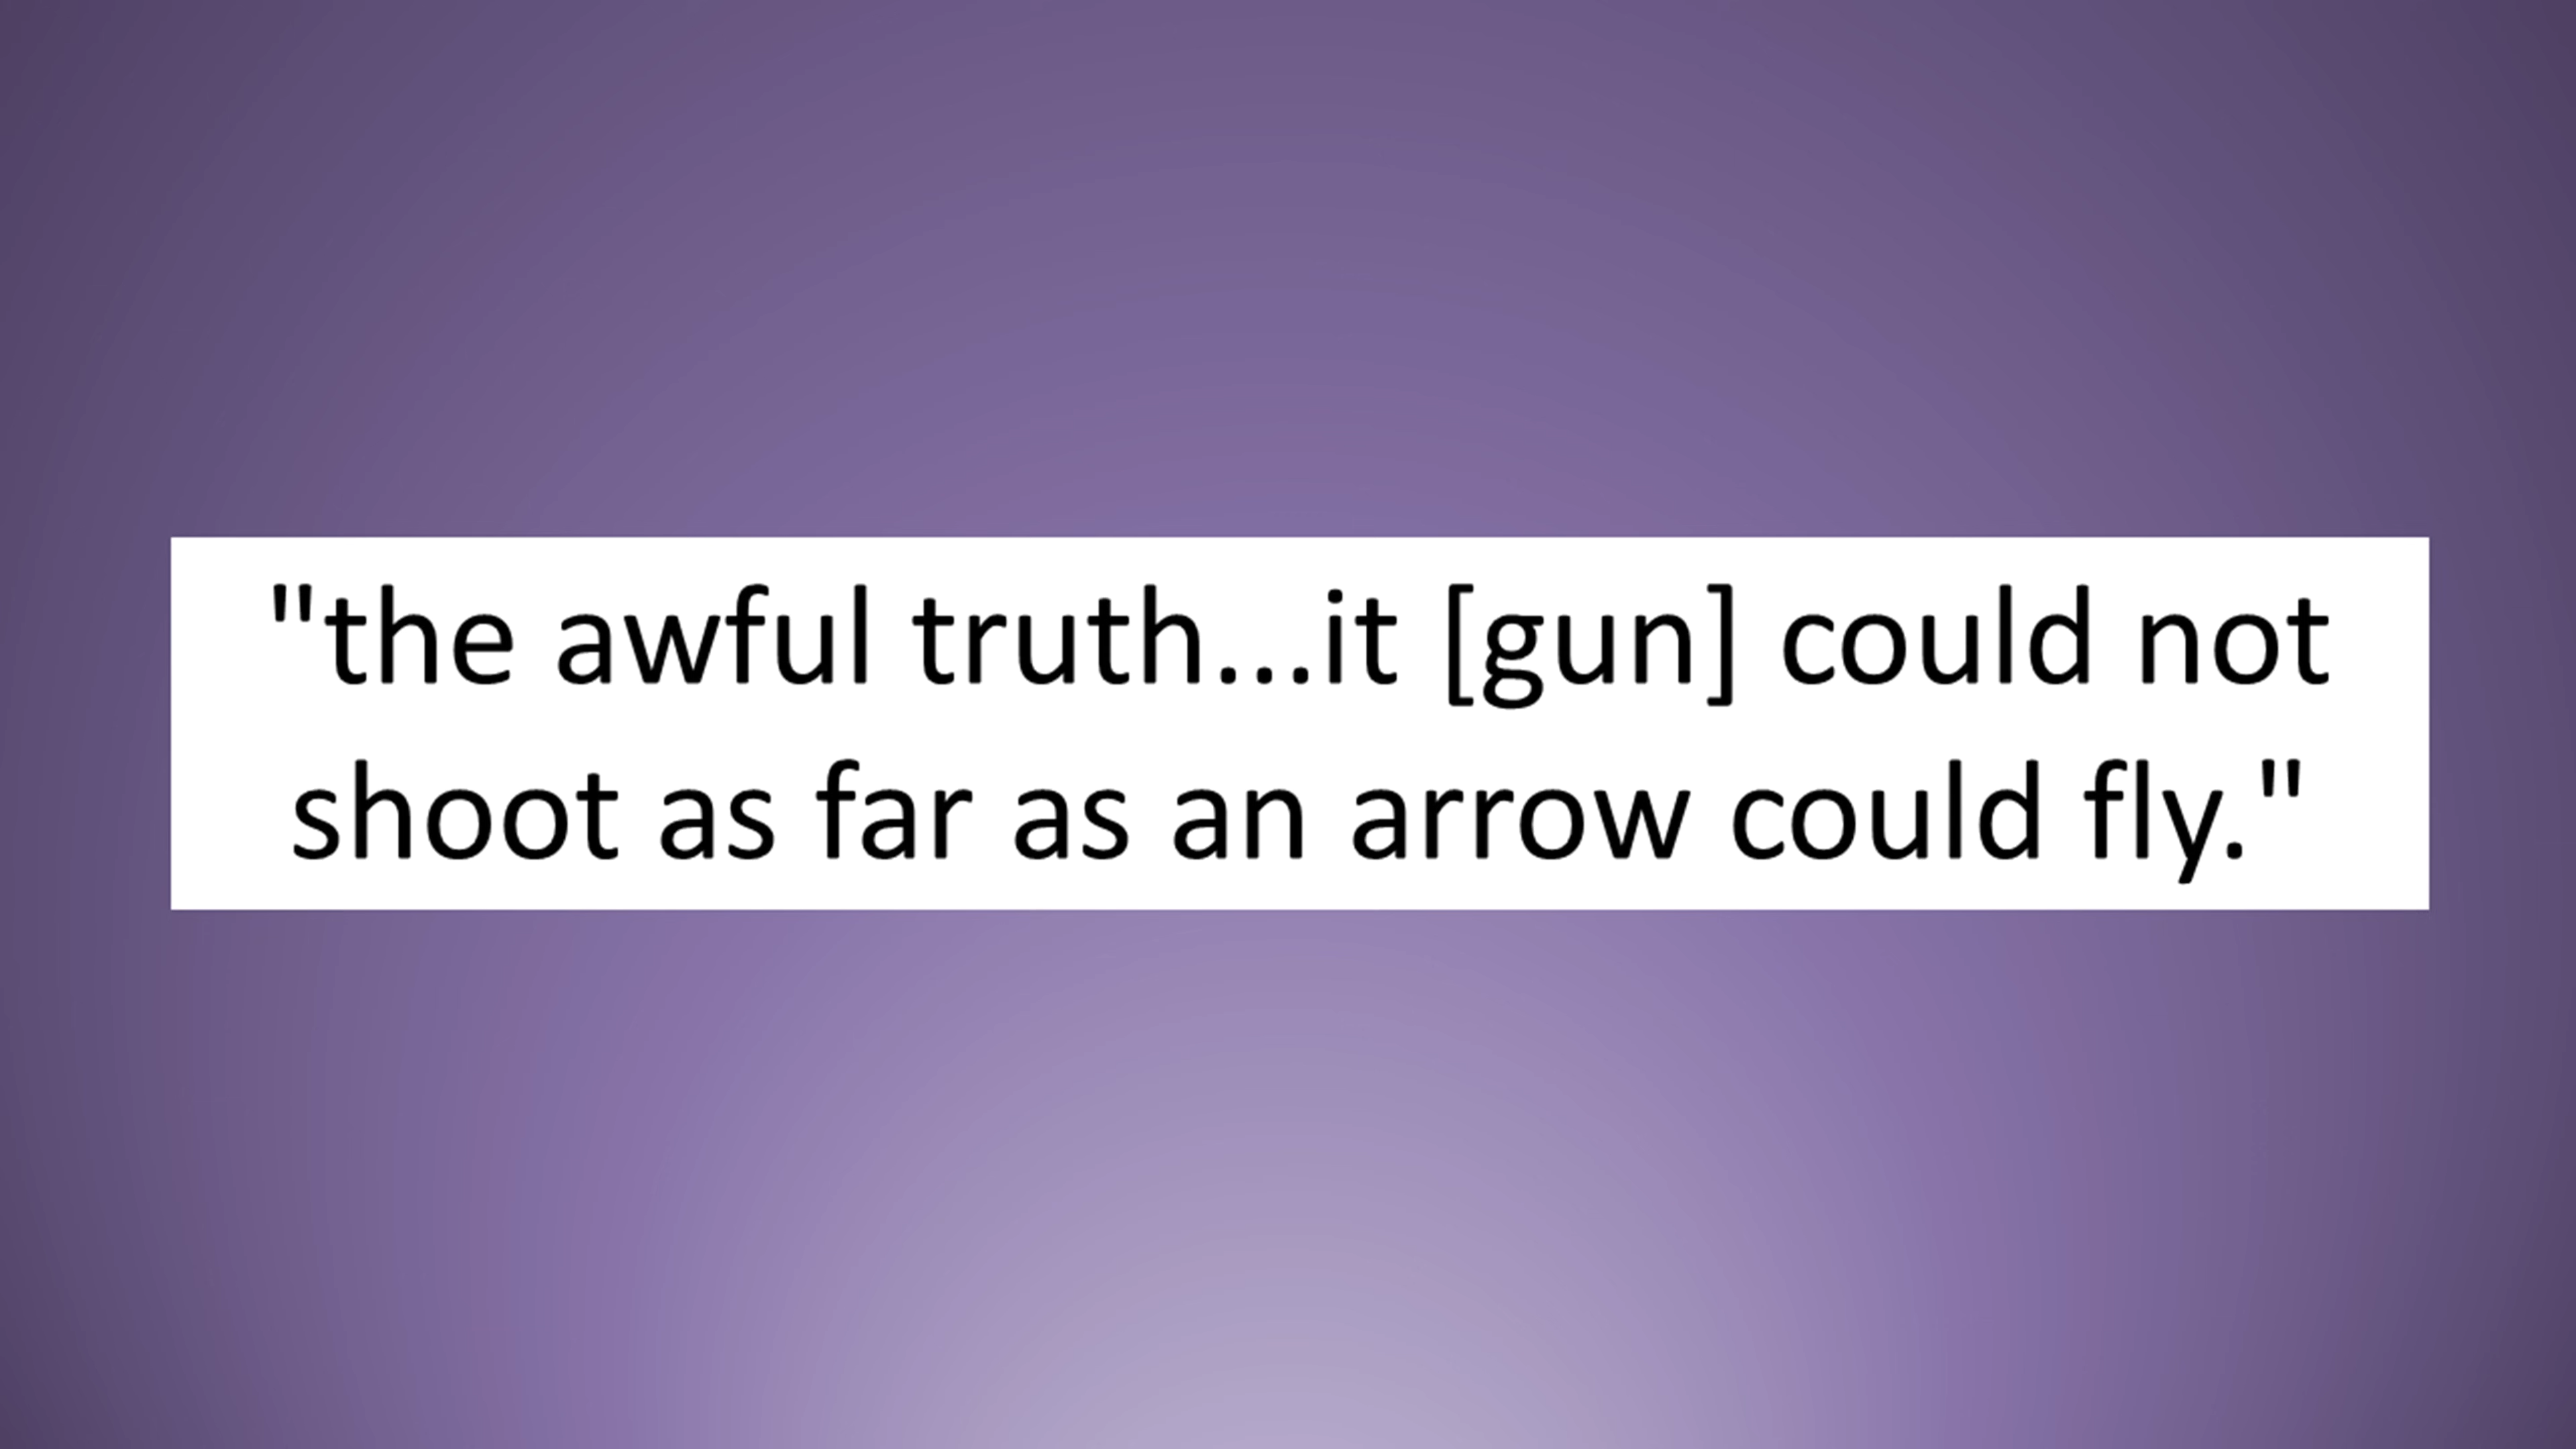 "the awful truth...it [gun] could not
shoot as far as an arrow could fly."